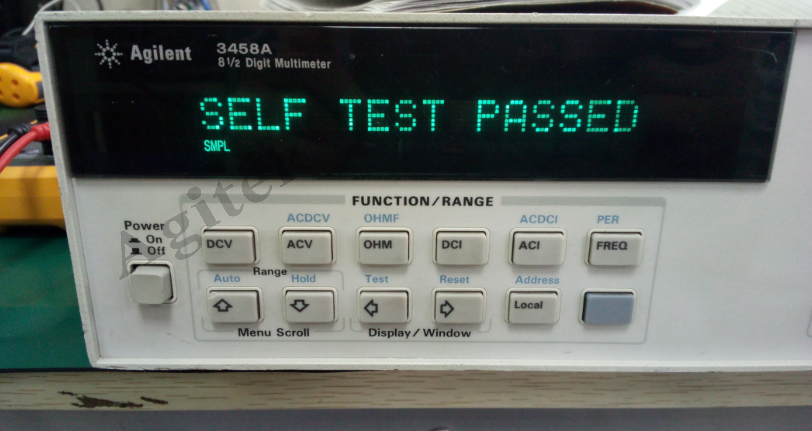 Agilent 3458A
8½ Digit Multimeter
SELF TEST PASSED
SMPL
FUNCTION/RANGE
Power
On
Off
ACDCV OHMF ACDCI PER
DCV ACV OHM DCI ACI FREQ
Range
Auto Hold Test Reset Address
Local
Menu Scroll Display/Window